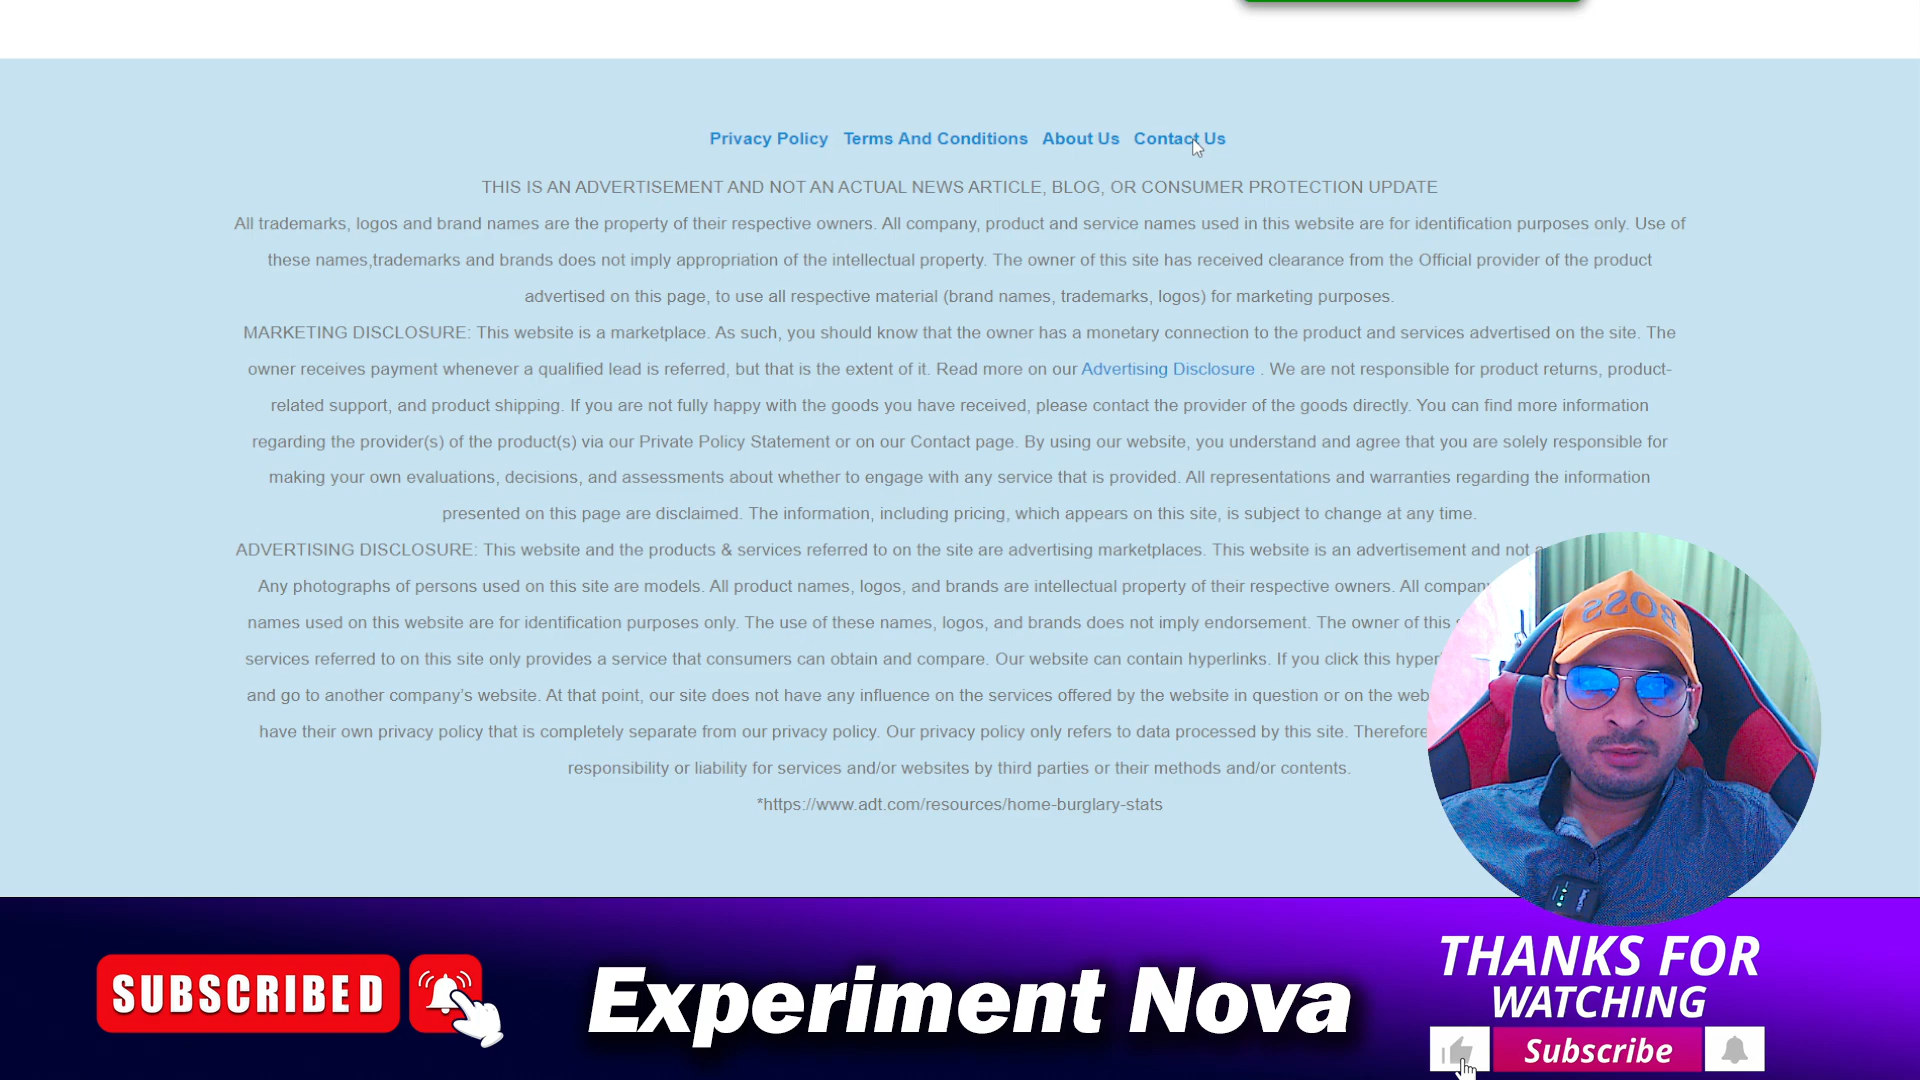 Privacy Policy Terms And Conditions About Us Contact Us
THIS IS AN ADVERTISEMENT AND NOT AN ACTUAL NEWS ARTICLE, BLOG, OR CONSUMER PROTECTION UPDATE
All trademarks, logos and brand names are the property of their respective owners. All company, product and service names used in this website are for identification purposes only. Use of
these names,trademarks and brands does not imply appropriation of the intellectual property. The owner of this site has received clearance from the Official provider of the product
advertised on this page, to use all respective material (brand names, trademarks, logos) for marketing purposes.
MARKETING DISCLOSURE: This website is a marketplace. As such, you should know that the owner has a monetary connection to the product and services advertised on the site. The
owner receives payment whenever a qualified lead is referred, but that is the extent of it. Read more on our Advertising Disclosure . We are not responsible for product returns, product-
related support, and product shipping. If you are not fully happy with the goods you have received, please contact the provider of the goods directly. You can find more information
regarding the provider(s) of the product(s) via our Private Policy Statement or on our Contact page. By using our website, you understand and agree that you are solely responsible for
making your own evaluations, decisions, and assessments about whether to engage with any service that is provided. All representations and warranties regarding the information
presented on this page are disclaimed. The information, including pricing, which appears on this site, is subject to change at any time.
ADVERTISING DISCLOSURE: This website and the products & services referred to on the site are advertising marketplaces. This website is an advertisement and not
Any photographs of persons used on this site are models. All product names, logos, and brands are intellectual property of their respective owners. All company
names used on this website are for identification purposes only. The use of these names, logos, and brands does not imply endorsement. The owner of this
services referred to on this site only provides a service that consumers can obtain and compare. Our website can contain hyperlinks. If you click this
and go to another company's website. At that point, our site does not have any influence on the services offered by the website in question or on the
have their own privacy policy that is completely separate from our privacy policy. Our privacy policy only refers to data processed by this site. Therefore
responsibility or liability for services and/or websites by third parties or their methods and/or contents.
*https://www.adt.com/resources/home-burglary-stats
BOSS
SUBSCRIBED
Experiment Nova
THANKS FOR
WATCHING
Subscribe